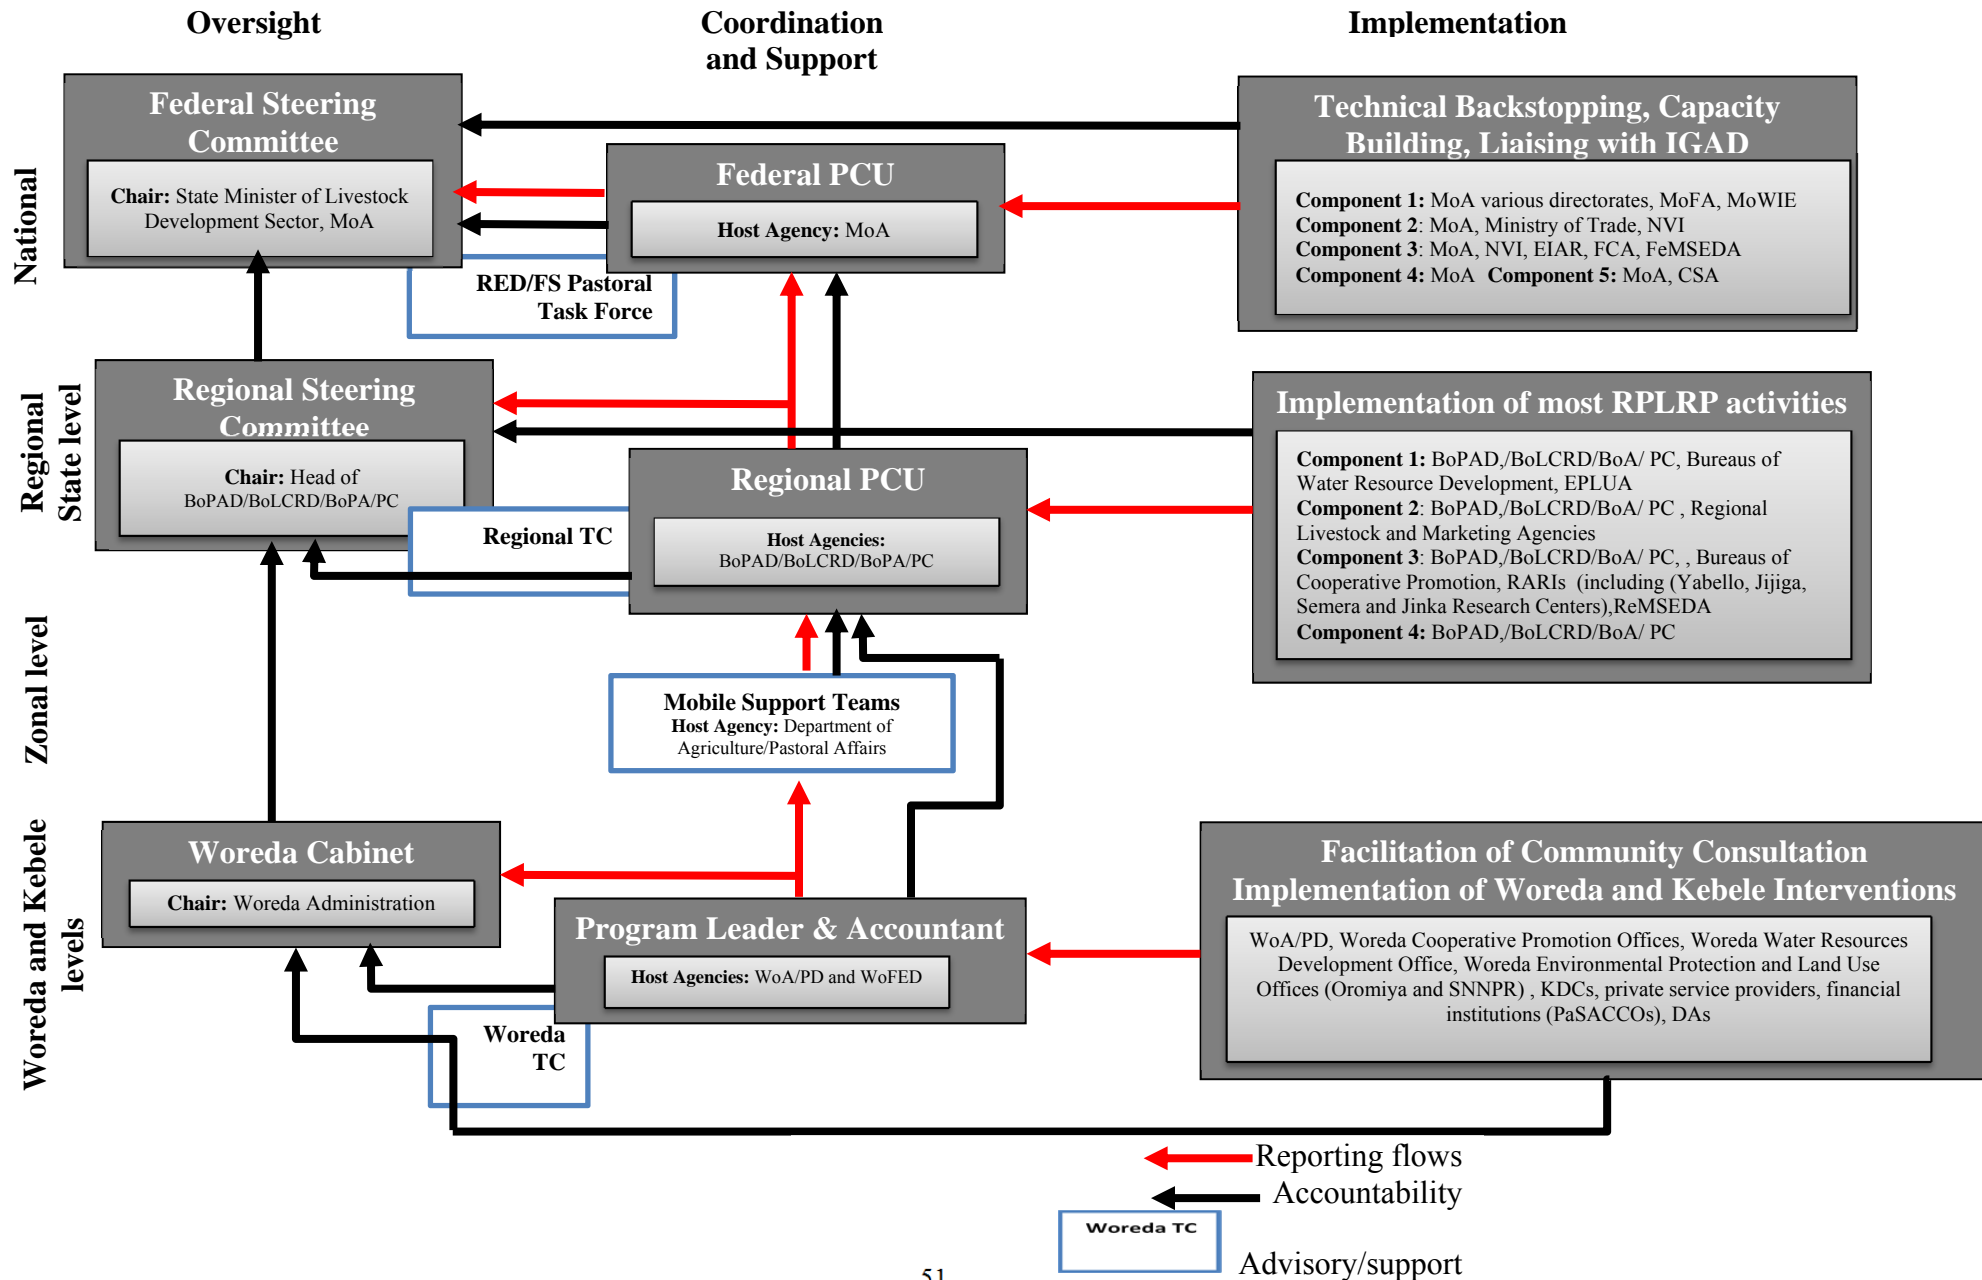 Oversight
Coordination
and Support
Implementation
National
Federal Steering
Committee
Chair: State Minister of Livestock
Development Sector, MoA
Federal PCU
Host Agency: MoA
RED/FS Pastoral
Task Force
Technical Backstopping, Capacity
Building, Liaising with IGAD
Component 1: MoA various directorates, MoFA, MoWIE
Component 2: MoA, Ministry of Trade, NVI
Component 3: MoA, NVI, EIAR, FCA, FeMSEDA
Component 4: MoA Component 5: MoA, CSA
Regional
State level
Regional Steering
Committee
Chair: Head of
BoPAD/BoLCRD/BoPA/PC
Regional TC
Regional PCU
Host Agencies:
BoPAD/BoLCRD/BoPA/PC
Implementation of most RPLRP activities
Component 1: BoPAD,/BoLCRD/BoA/ PC, Bureaus of
Water Resource Development, EPLUA
Component 2: BoPAD,/BoLCRD/BoA/ PC , Regional
Livestock and Marketing Agencies
Component 3: BoPAD,/BoLCRD/BoA/ PC, , Bureaus of
Cooperative Promotion, RARIs (including (Yabello, Jijiga,
Semera and Jinka Research Centers),ReMSEDA
Component 4: BoPAD,/BoLCRD/BoA/ PC
Zonal level
Mobile Support Teams
Host Agency: Department of
Agriculture/Pastoral Affairs
Woreda and Kebele
levels
Woreda Cabinet
Chair: Woreda Administration
Program Leader & Accountant
Host Agencies: WoA/PD and WoFED
Woreda
TC
Facilitation of Community Consultation
Implementation of Woreda and Kebele Interventions
WoA/PD, Woreda Cooperative Promotion Offices, Woreda Water Resources
Development Office, Woreda Environmental Protection and Land Use
Offices (Oromiya and SNNPR) , KDCs, private service providers, financial
institutions (PaSACCOs), DAs
Reporting flows
Accountability
Woreda TC
Advisory/support
51